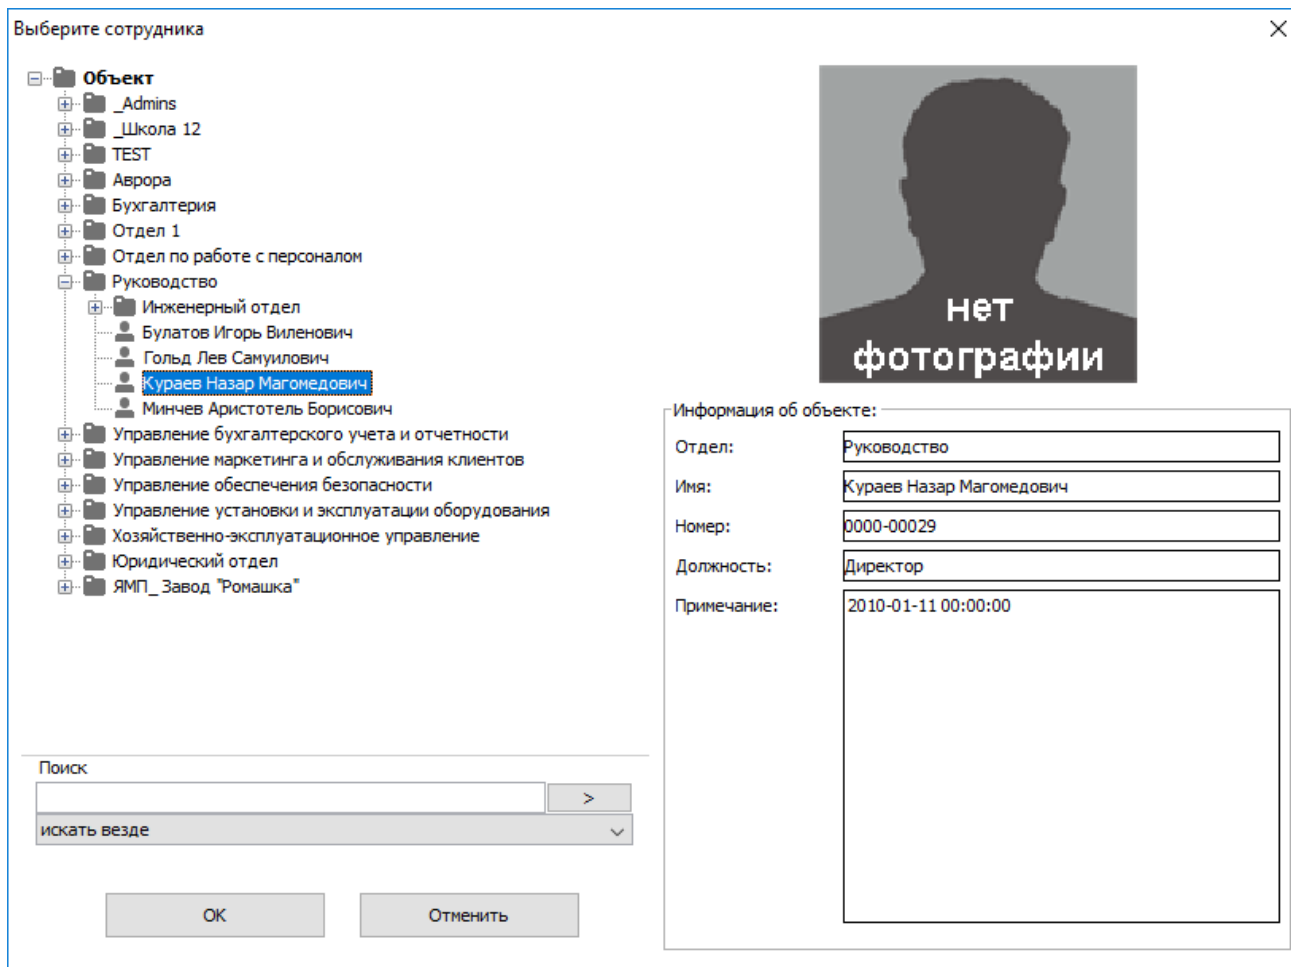 Выберите сотрудника
Объект
_Admins
_Школа 12
TEST
Аврора
Бухгалтерия
Отдел 1
Отдел по работе с персоналом
Руководство
Инженерный отдел
Булатов Игорь Виленович
Гольд Лев Самуилович
Кураев Назар Магомедович
Минчев Аристотель Борисович
Управление бухгалтерского учета и отчетности
Управление маркетинга и обслуживания клиентов
Управление обеспечения безопасности
Управление установки и эксплуатации оборудования
Хозяйственно-эксплуатационное управление
Юридический отдел
ЯМП_ Завод "Ромашка"
Поиск
>
искать везде
OK
Отменить
нет
фотографии
Информация об объекте:
Отдел: Руководство
Имя: Кураев Назар Магомедович
Номер: 0000-00029
Должность: Директор
Примечание: 2010-01-11 00:00:00